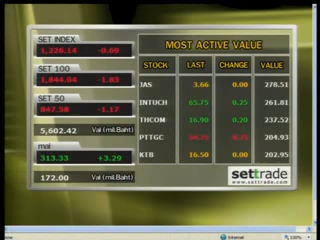 SET INDEX
1,226.14 -0.69
SET 100
1,844.04 -1.83
SET 50
847.58 -1.17
5,602.42 Val (mil.Baht)
mai
313.33 +3.29
172.00 Val (mil.Baht)
MOST ACTIVE VALUE
STOCK LAST CHANGE VALUE
JAS 3.66 0.00 278.51
INTUCH 65.75 0.25 261.81
THCOM 16.90 0.20 237.52
PTTGC 0.75 204.93
KTB 16.50 0.00 202.95
settrade
www.settrade.com
Internet 100%